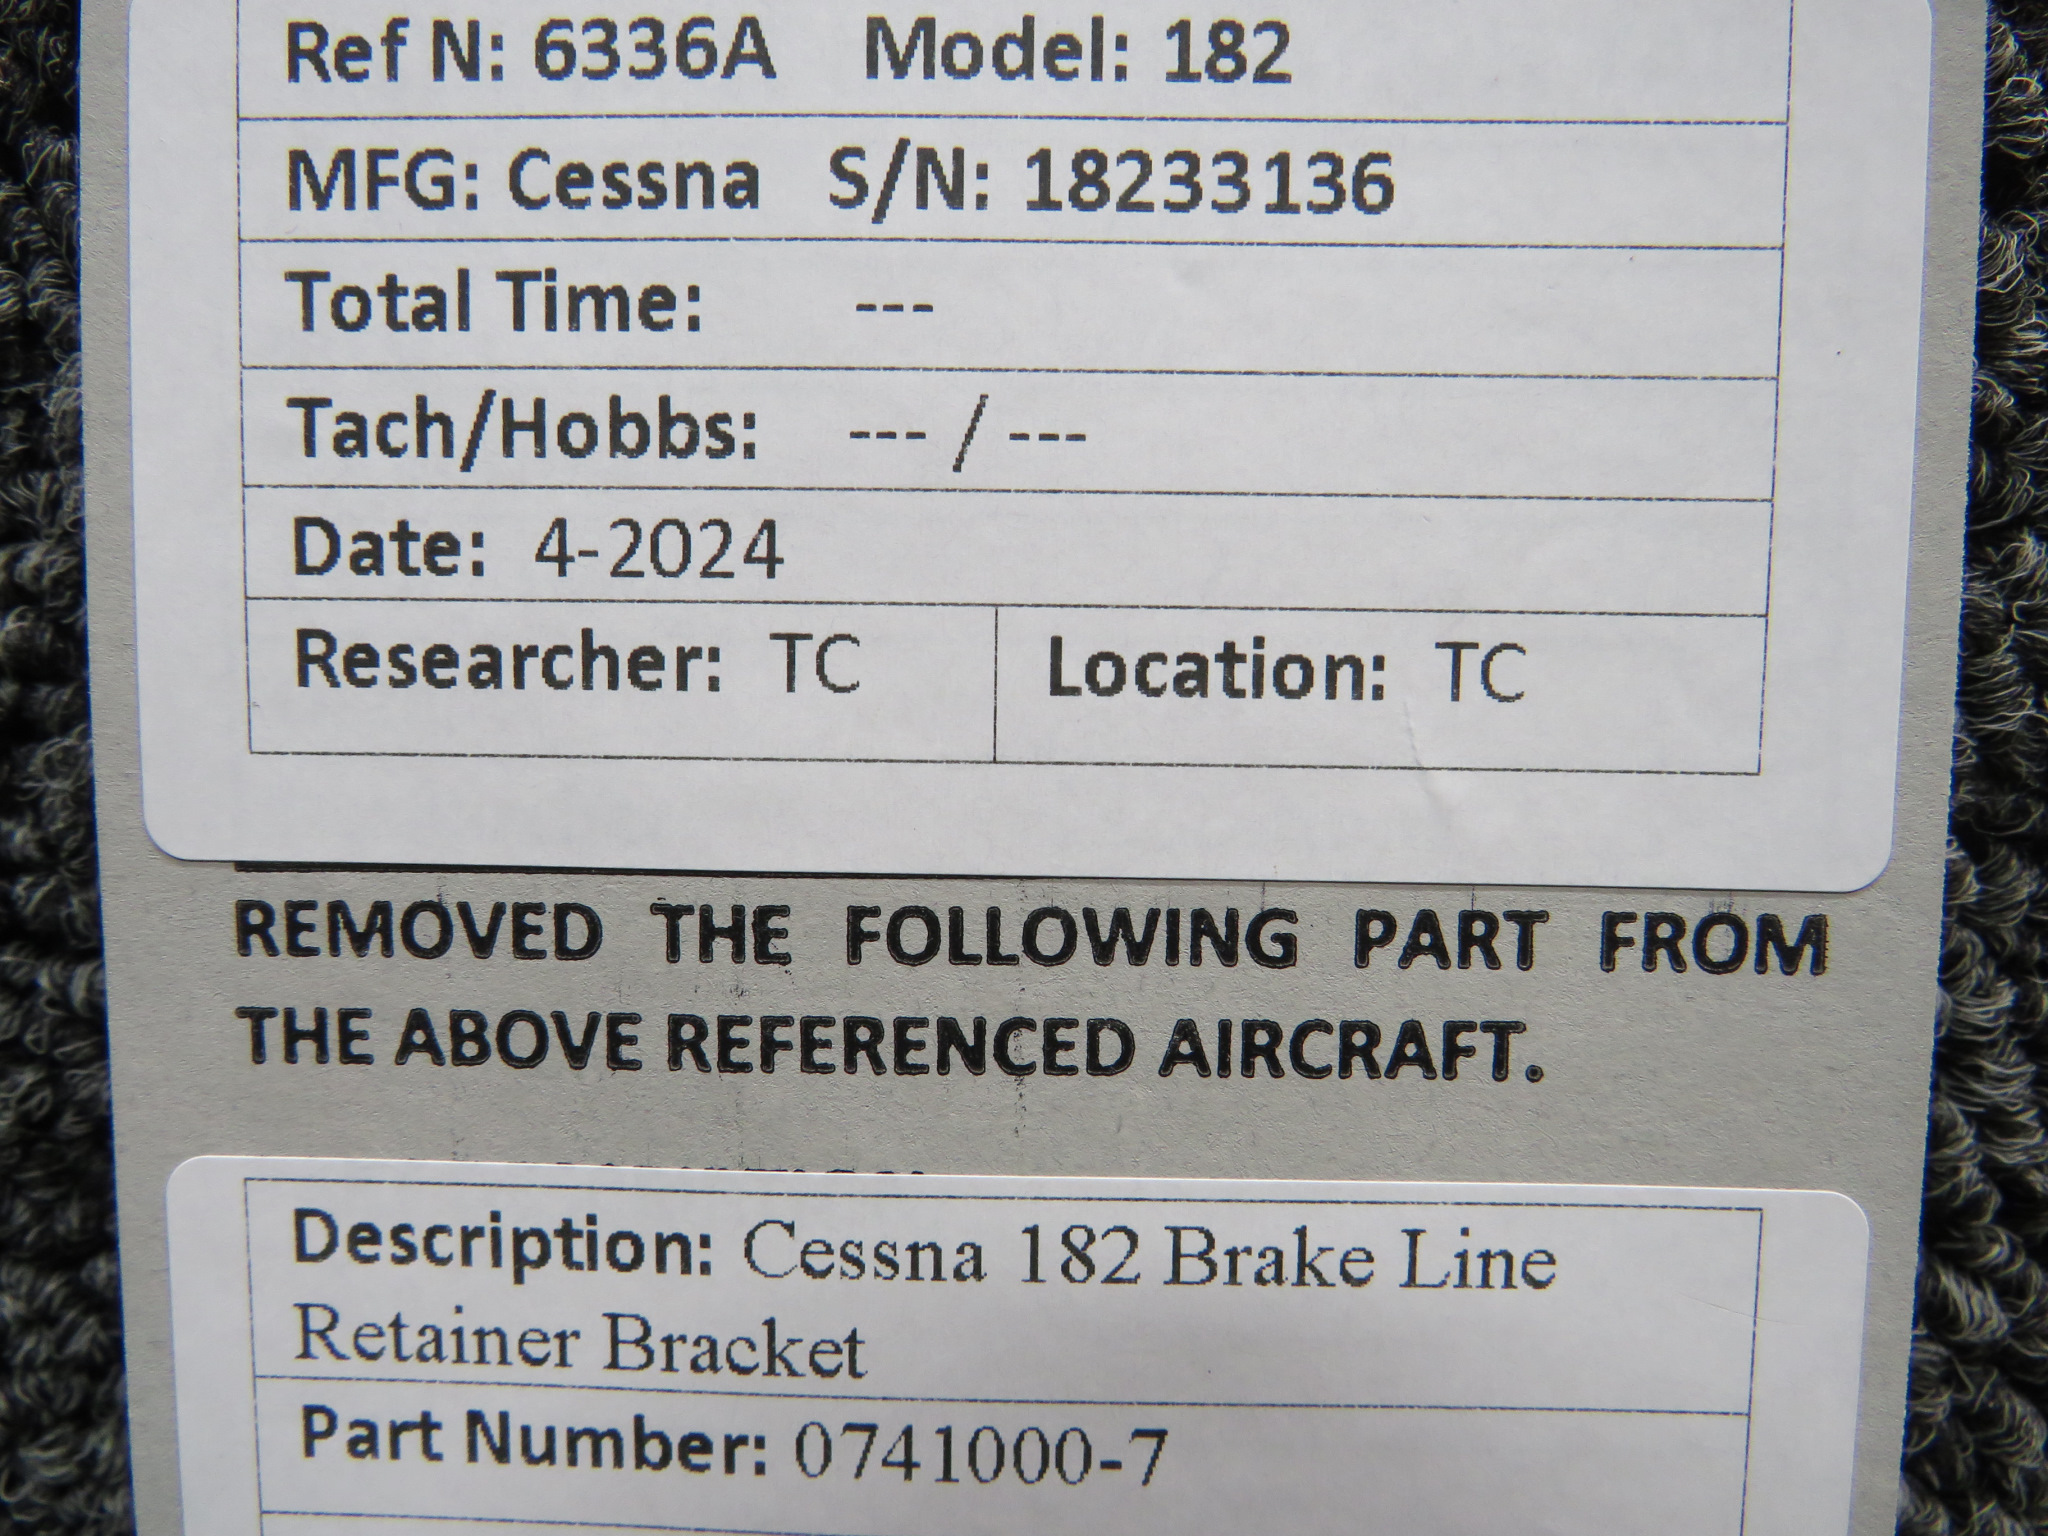 Ref N: 6336A Model: 182
MFG: Cessna S/N: 18233136
Total Time: ---
Tach/Hobbs: --- / ---
Date: 4-2024
Researcher: TC Location: TC
REMOVED THE FOLLOWING PART FROM
THE ABOVE REFERENCED AIRCRAFT.
Description: Cessna 182 Brake Line
Retainer Bracket
Part Number: 0741000-7